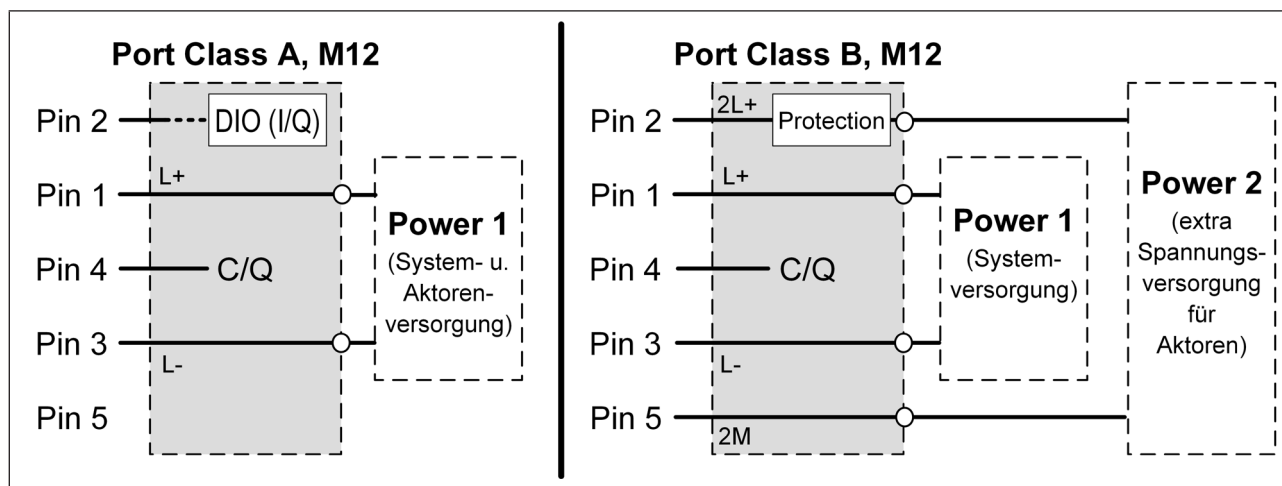 Port Class A, M12
Pin 2
DIO (I/Q)
Pin 1
L+
Pin 4
C/Q
Pin 3
L-
Pin 5
Power 1
(System- u.
Aktoren-
versorgung)
Port Class B, M12
Pin 2
2L+
Protection
Pin 1
L+
Pin 4
C/Q
Pin 3
L-
Pin 5
2M
Power 1
(System-
versorgung)
Power 2
(extra
Spannungs-
versorgung
für
Aktoren)